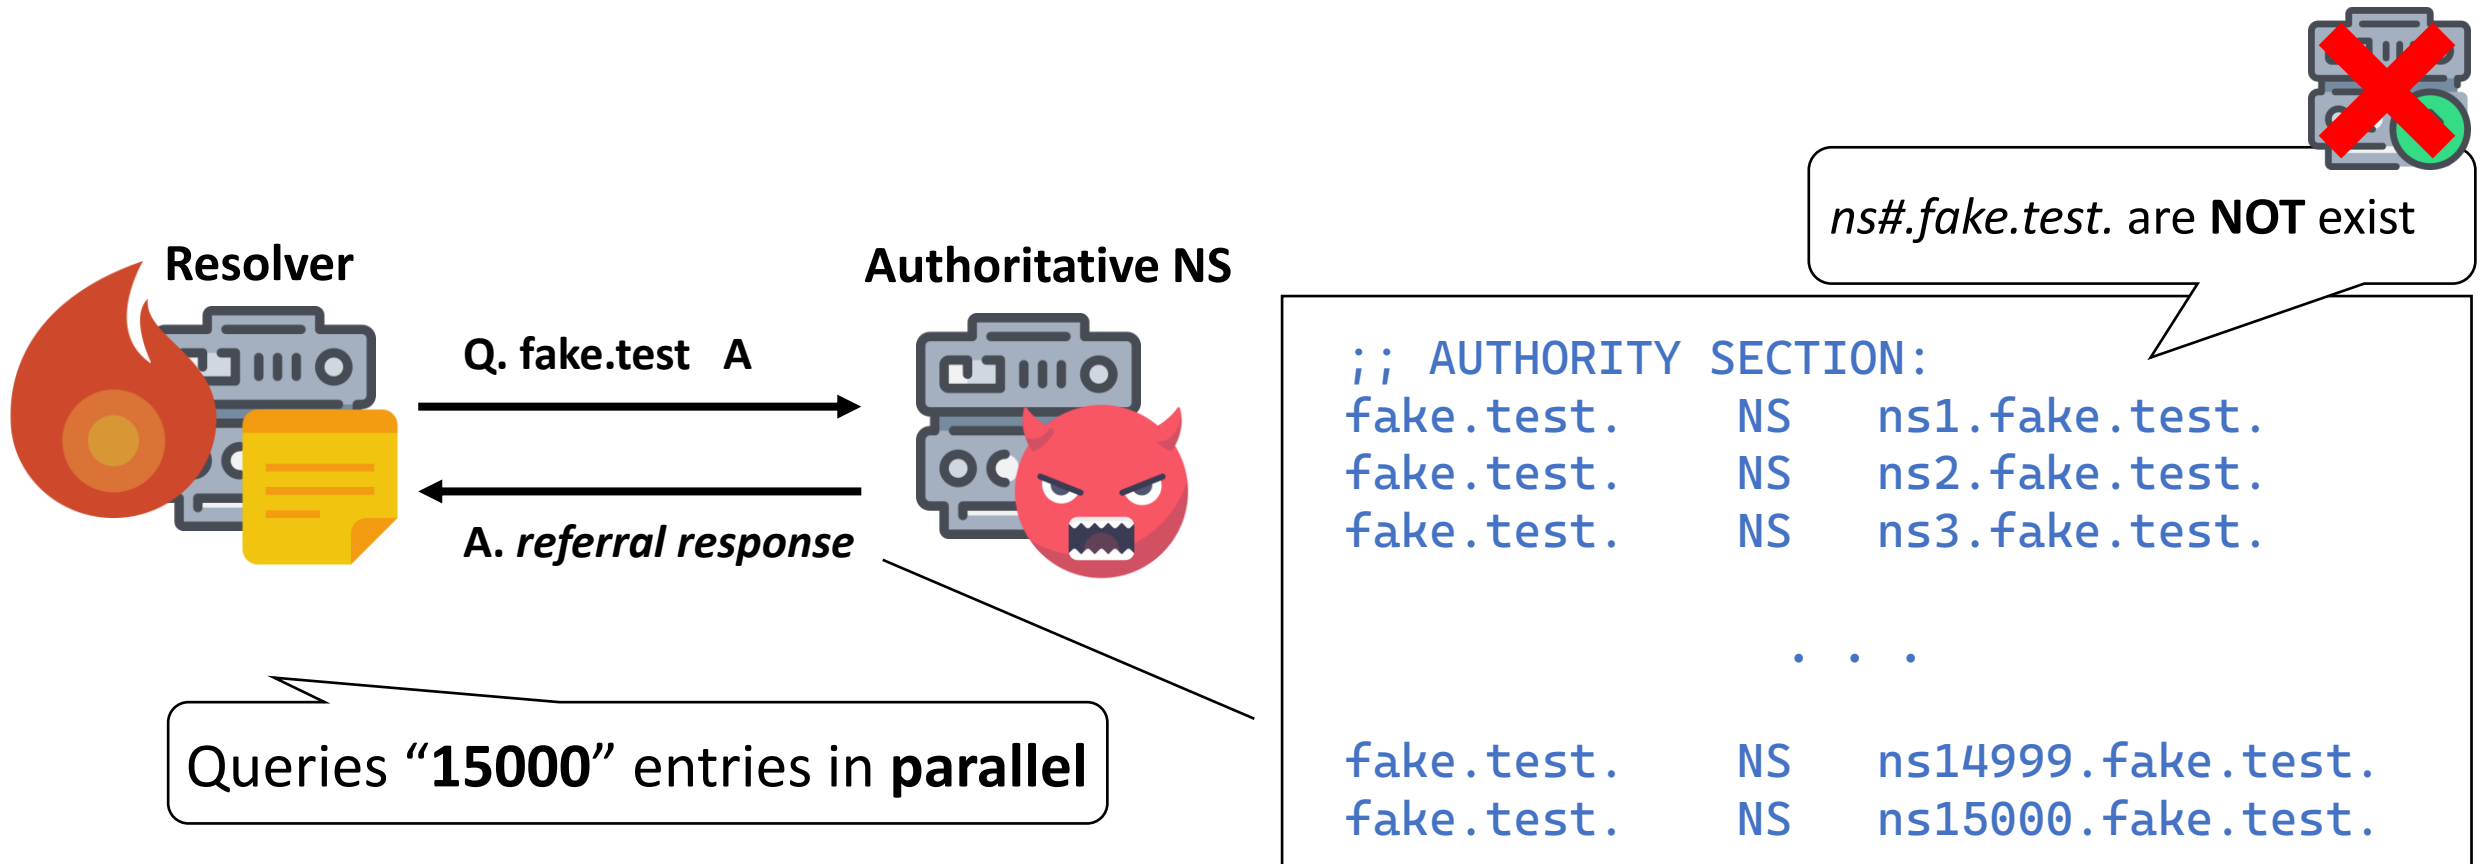 ns#.fake.test. are NOT exist
Resolver
Authoritative NS
Q. fake.test A
A. referral response
Queries “15000” entries in parallel
;; AUTHORITY SECTION:
fake.test. NS ns1.fake.test.
fake.test. NS ns2.fake.test.
fake.test. NS ns3.fake.test.
. . .
fake.test. NS ns14999.fake.test.
fake.test. NS ns15000.fake.test.